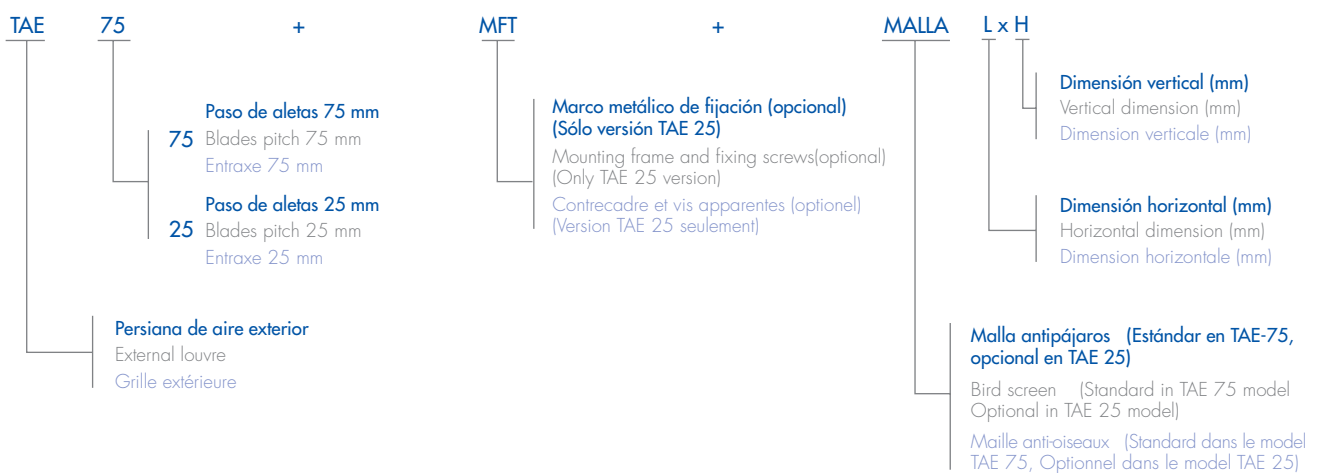 TAE 75 + MFT + MALLA L x H
Paso de aletas 75 mm
75 Blades pitch 75 mm
Entraxe 75 mm
Paso de aletas 25 mm
25 Blades pitch 25 mm
Entraxe 25 mm
Persiana de aire exterior
External louvre
Grille extérieure
Marco metálico de fijación (opcional)
(Sólo versión TAE 25)
Mounting frame and fixing screws(optional)
(Only TAE 25 version)
Contrecadre et vis apparentes (optionel)
(Version TAE 25 seulement)
Dimensión vertical (mm)
Vertical dimension (mm)
Dimension verticale (mm)
Dimensión horizontal (mm)
Horizontal dimension (mm)
Dimension horizontale (mm)
Malla antipájaros (Estándar en TAE-75,
opcional en TAE 25)
Bird screen (Standard in TAE 75 model
Optional in TAE 25 model)
Maille anti-oiseaux (Standard dans le model
TAE 75, Optionnel dans le model TAE 25)